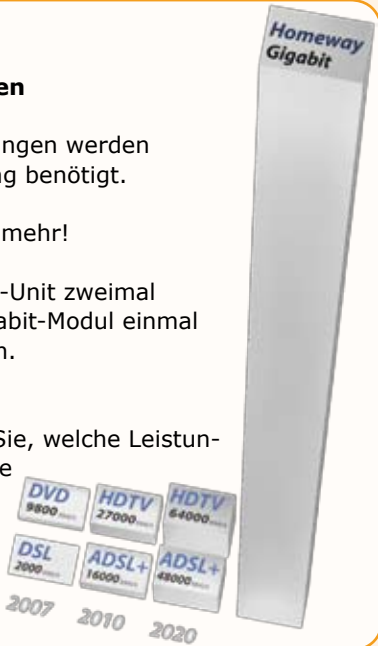 Homeway
Gigabit
en
ngen werden
ng benötigt.
mehr!
-Unit zweimal
abit-Modul einmal
n.
Sie, welche Leistun-
e
DVD
9800
HDTV
27000
HDTV
64000
DSL
2000
ADSL+
16000
ADSL+
48000
2007
2010
2020